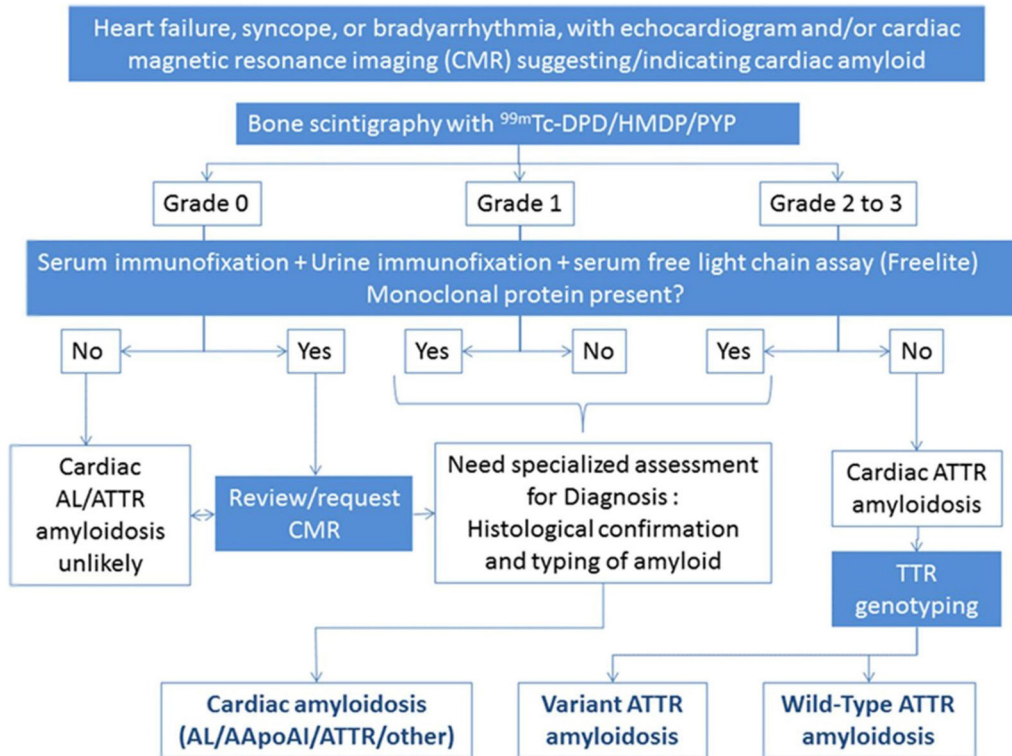 Heart failure, syncope, or bradyarrhythmia, with echocardiogram and/or cardiac
magnetic resonance imaging (CMR) suggesting/indicating cardiac amyloid
Bone scintigraphy with ⁹⁹ᵐTc-DPD/HMDP/PYP
Grade 0
Grade 1
Grade 2 to 3
Serum immunofixation + Urine immunofixation + serum free light chain assay (Freelite)
Monoclonal protein present?
No
Yes
Yes
No
Yes
No
Cardiac
AL/ATTR
amyloidosis
unlikely
Review/request
CMR
Need specialized assessment
for Diagnosis :
Histological confirmation
and typing of amyloid
Cardiac ATTR
amyloidosis
TTR
genotyping
Cardiac amyloidosis
(AL/AApoAI/ATTR/other)
Variant ATTR
amyloidosis
Wild-Type ATTR
amyloidosis